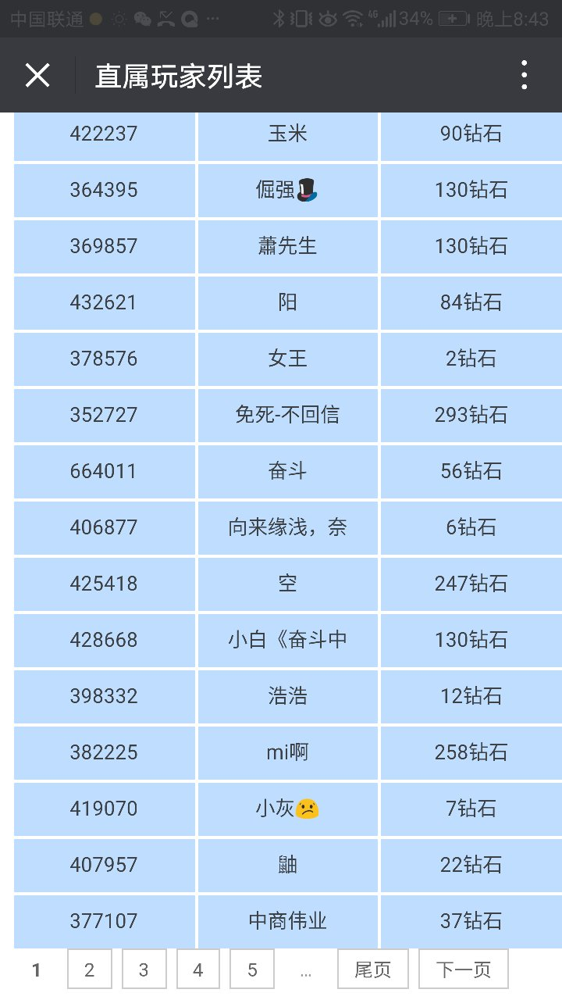 中国联通 4G 34% 晚上8:43
直属玩家列表
422237 玉米 90钻石
364395 倔强🎩 130钻石
369857 蕭先生 130钻石
432621 阳 84钻石
378576 女王 2钻石
352727 免死-不回信 293钻石
664011 奋斗 56钻石
406877 向来缘浅，奈 6钻石
425418 空 247钻石
428668 小白《奋斗中 130钻石
398332 浩浩 12钻石
382225 mi啊 258钻石
419070 小灰😕 7钻石
407957 鼬 22钻石
377107 中商伟业 37钻石
1 2 3 4 5 ... 尾页 下一页